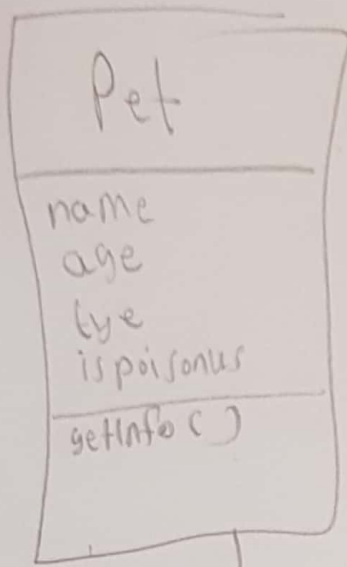 Pet
name
age
tye
ispoisonus
getInfo()